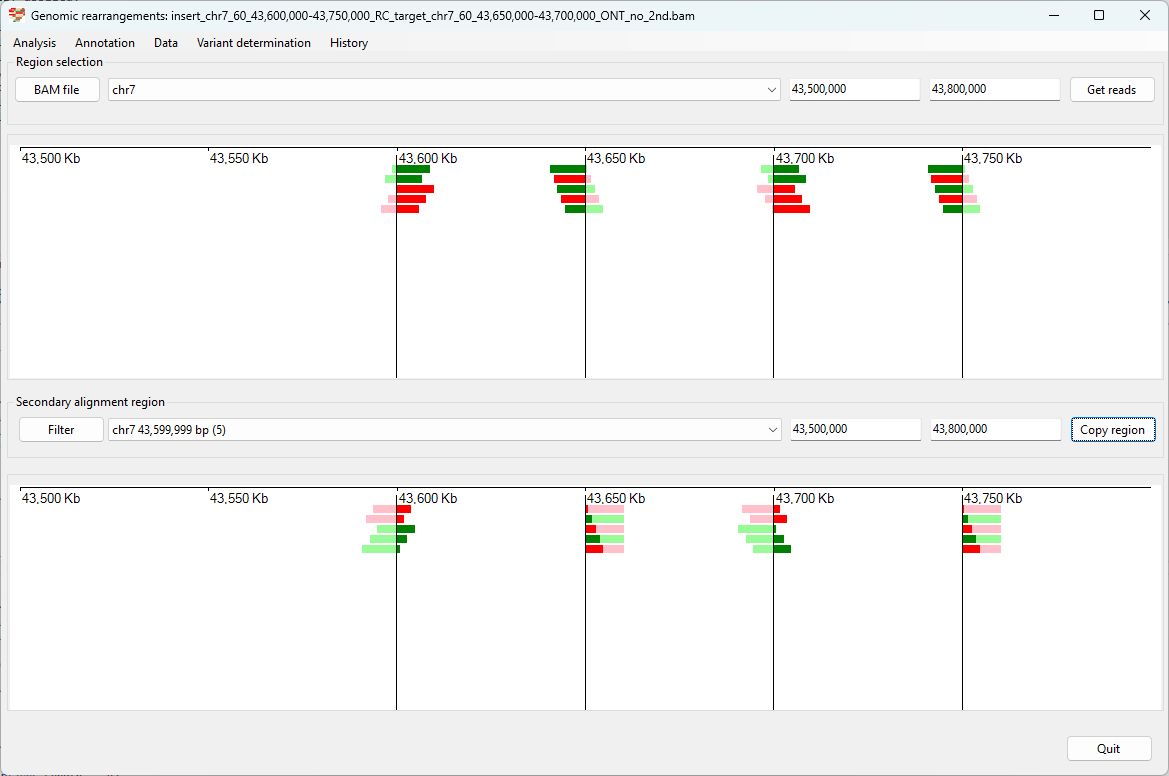 Genomic rearrangements: insert_chr7_60_43,600,000-43,750,000_RC_target_chr7_60_43,650,000-43,700,000_ONT_no_2nd.bam
Analysis Annotation Data Variant determination History
Region selection
BAM file chr7 43,500,000 43,800,000 Get reads
43,500 Kb 43,550 Kb 43,600 Kb 43,650 Kb 43,700 Kb 43,750 Kb
Secondary alignment region
Filter chr7 43,599,999 bp (5) 43,500,000 43,800,000 Copy region
43,500 Kb 43,550 Kb 43,600 Kb 43,650 Kb 43,700 Kb 43,750 Kb
Quit